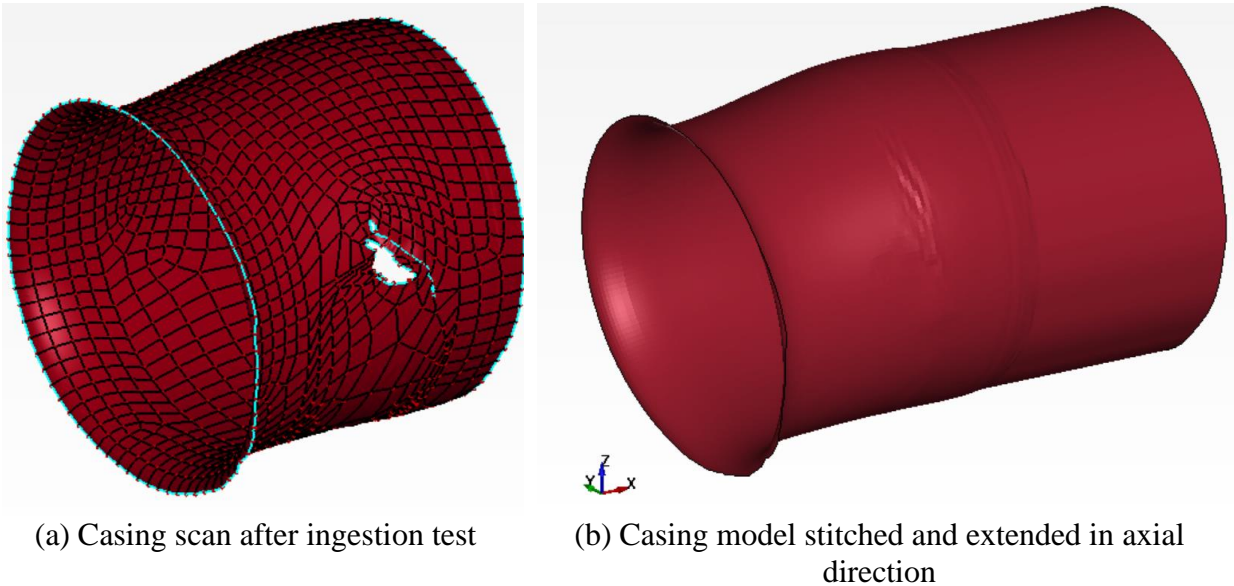 Z
Y
X
(a) Casing scan after ingestion test
(b) Casing model stitched and extended in axial
direction